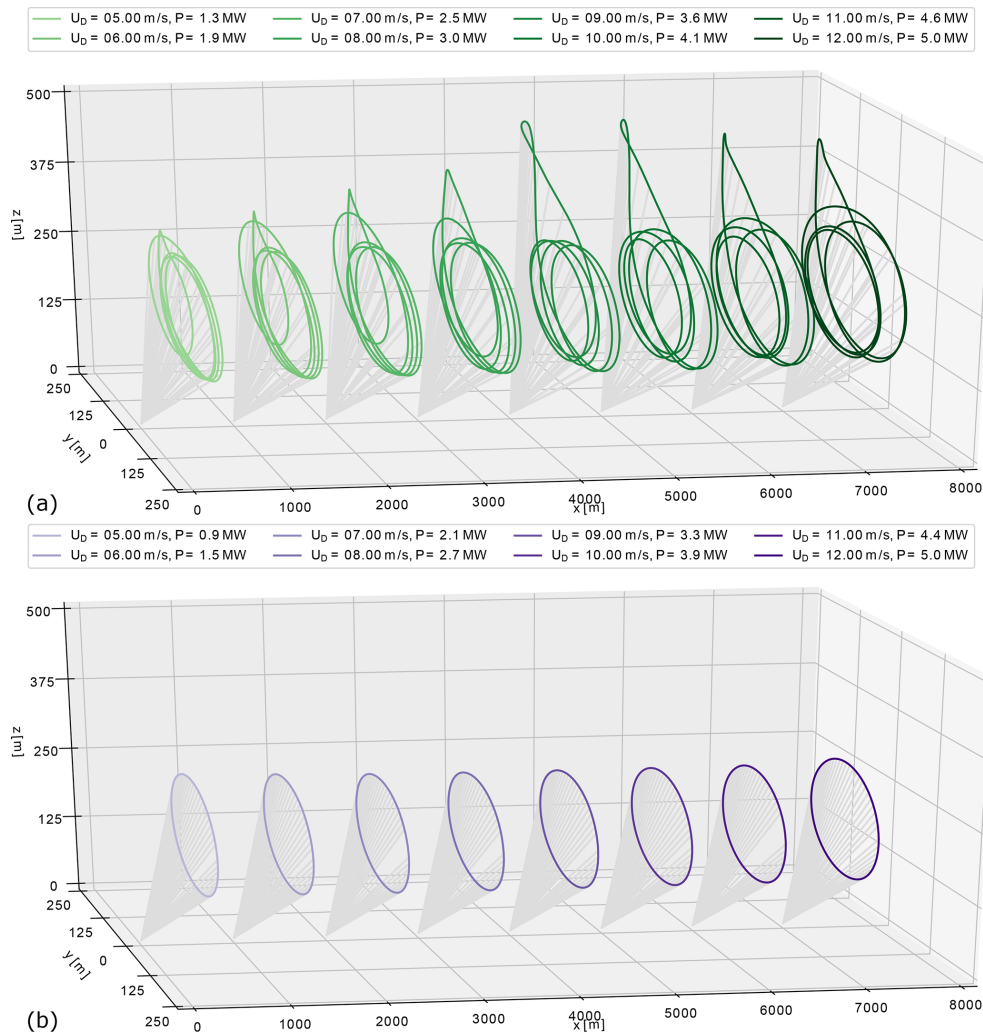 U_D = 05.00 m/s, P = 1.3 MW   U_D = 07.00 m/s, P = 2.5 MW   U_D = 09.00 m/s, P = 3.6 MW   U_D = 11.00 m/s, P = 4.6 MW
U_D = 06.00 m/s, P = 1.9 MW   U_D = 08.00 m/s, P = 3.0 MW   U_D = 10.00 m/s, P = 4.1 MW   U_D = 12.00 m/s, P = 5.0 MW
500
375
z[m]
250
125
0
250
125
0
y[m]
125
250
0 1000 2000 3000 4000 5000 6000 7000 8000
x[m]
(a)
U_D = 05.00 m/s, P = 0.9 MW   U_D = 07.00 m/s, P = 2.1 MW   U_D = 09.00 m/s, P = 3.3 MW   U_D = 11.00 m/s, P = 4.4 MW
U_D = 06.00 m/s, P = 1.5 MW   U_D = 08.00 m/s, P = 2.7 MW   U_D = 10.00 m/s, P = 3.9 MW   U_D = 12.00 m/s, P = 5.0 MW
500
375
z[m]
250
125
0
250
125
0
y[m]
125
250
0 1000 2000 3000 4000 5000 6000 7000 8000
x[m]
(b)